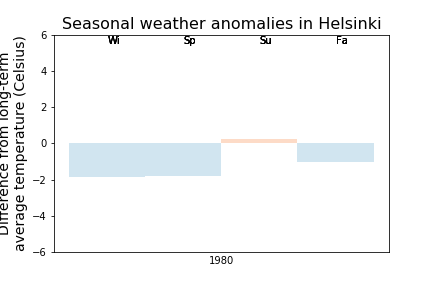 Seasonal weather anomalies in Helsinki
Difference from long-term
average temperature (Celsius)
6
4
2
0
−2
−4
−6
Wi Sp Su Fa
1980